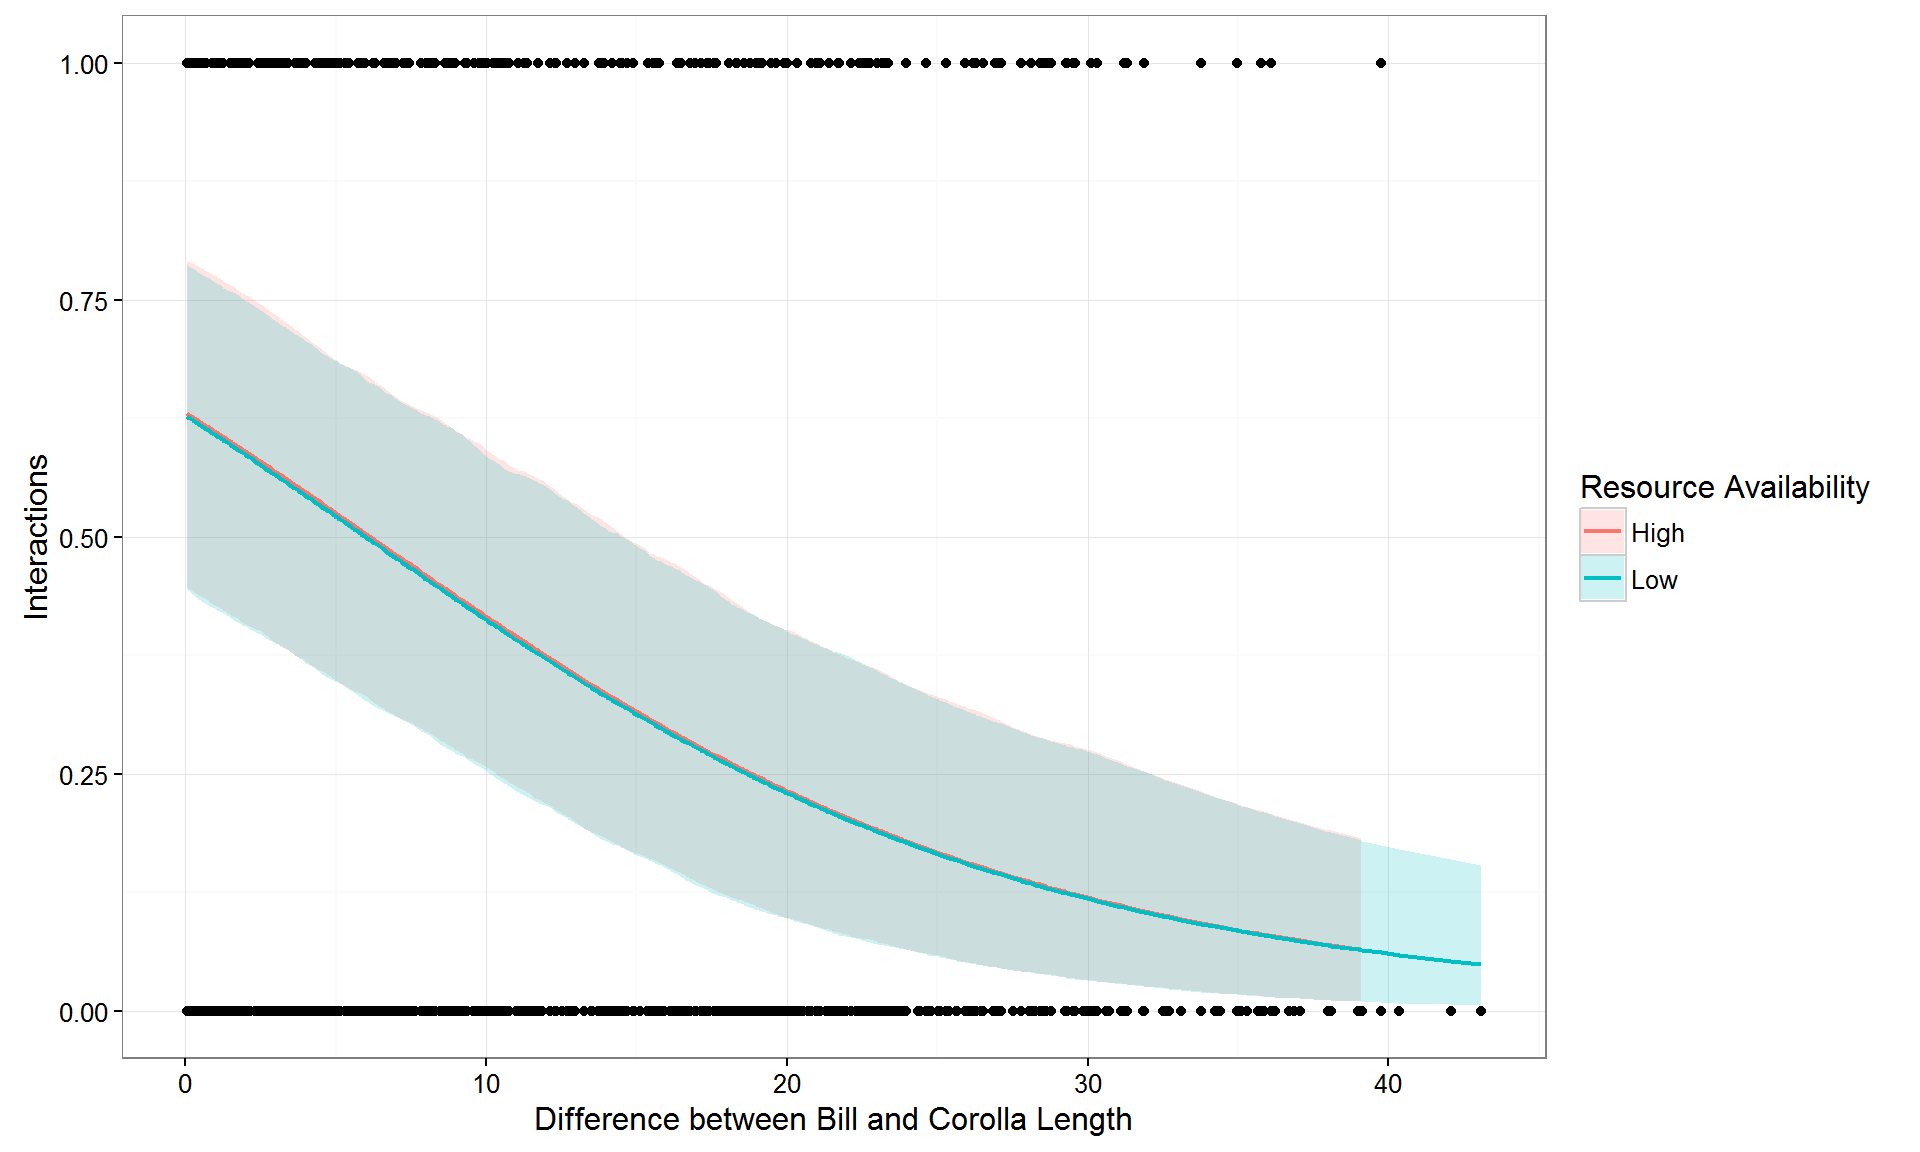 1.00
0.75
0.50
0.25
0.00
Interactions
0 10 20 30 40
Difference between Bill and Corolla Length
Resource Availability
High
Low